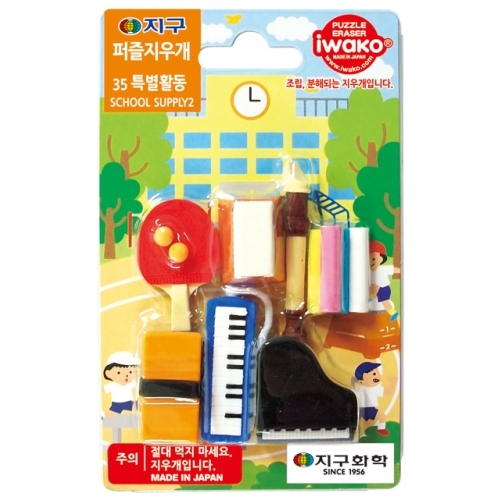 지구
퍼즐지우개
35 특별활동
SCHOOL SUPPLY2
PUZZLE
ERASER
iwako®
MADE IN JAPAN
www.iwako.com
조립, 분해되는 지우개입니다.
1
2
주의
절대 먹지 마세요.
지우개입니다.
MADE IN JAPAN
지구화학
SINCE 1956